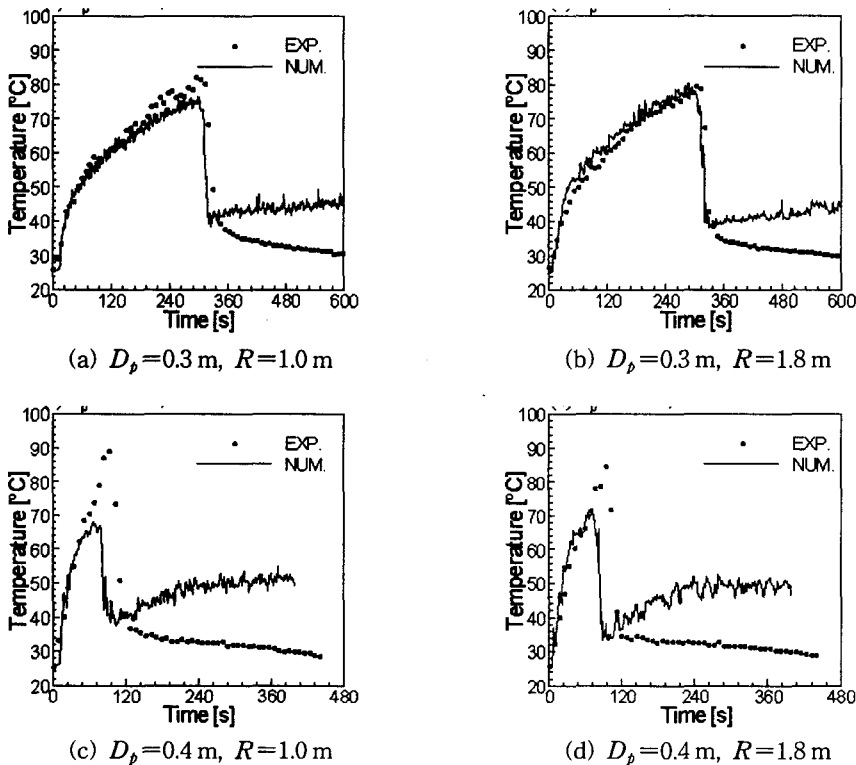 100
90
80
70
60
50
40
30
20
Temperature [°C]
EXP.
NUM.
0 120 240 360 480 600
Time [s]
(a) D_p=0.3 m, R=1.0 m
100
90
80
70
60
50
40
30
20
Temperature [°C]
EXP.
NUM.
0 120 240 360 480 600
Time [s]
(b) D_p=0.3 m, R=1.8 m
100
90
80
70
60
50
40
30
20
Temperature [°C]
EXP.
NUM.
0 120 240 360 480
Time [s]
(c) D_p=0.4 m, R=1.0 m
100
90
80
70
60
50
40
30
20
Temperature [°C]
EXP.
NUM.
0 120 240 360 480
Time [s]
(d) D_p=0.4 m, R=1.8 m